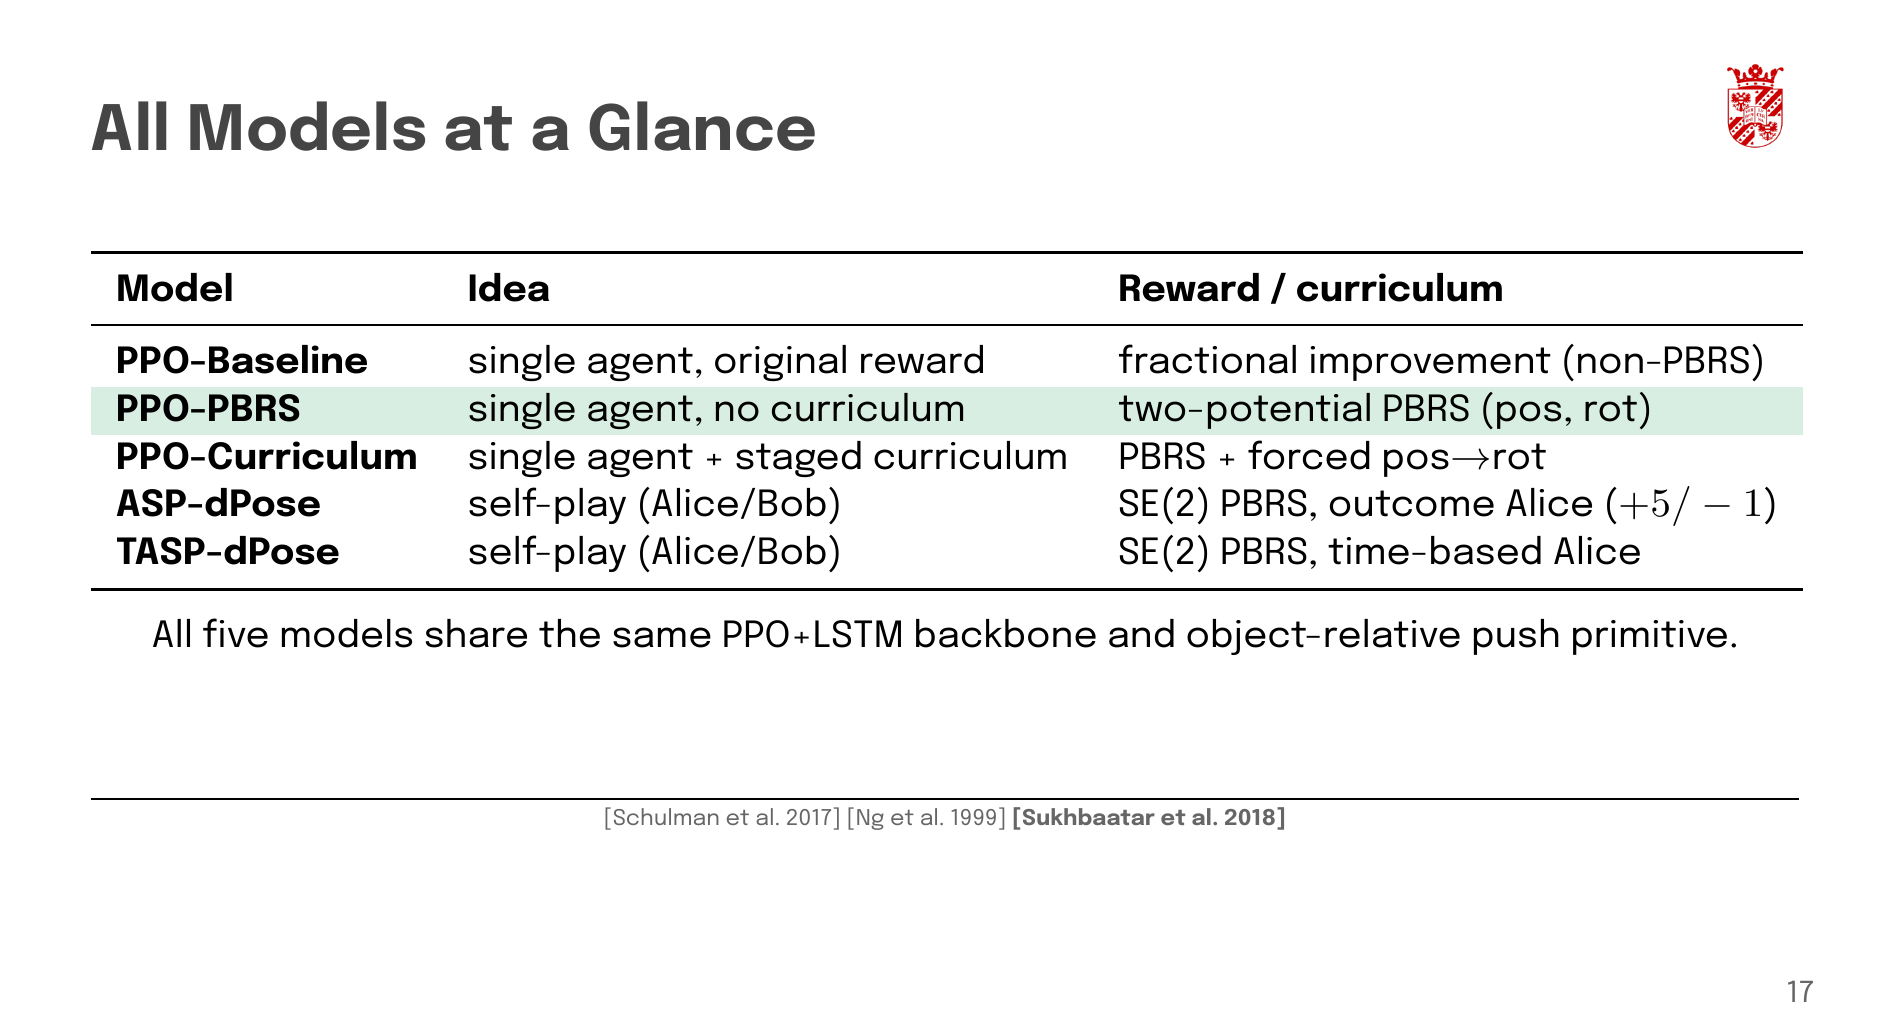 All Models at a Glance
Model Idea Reward / curriculum
PPO-Baseline single agent, original reward fractional improvement (non-PBRS)
PPO-PBRS single agent, no curriculum two-potential PBRS (pos, rot)
PPO-Curriculum single agent + staged curriculum PBRS + forced pos→rot
ASP-dPose self-play (Alice/Bob) SE(2) PBRS, outcome Alice (+5/ − 1)
TASP-dPose self-play (Alice/Bob) SE(2) PBRS, time-based Alice
All five models share the same PPO+LSTM backbone and object-relative push primitive.
[Schulman et al. 2017] [Ng et al. 1999] [Sukhbaatar et al. 2018]
17